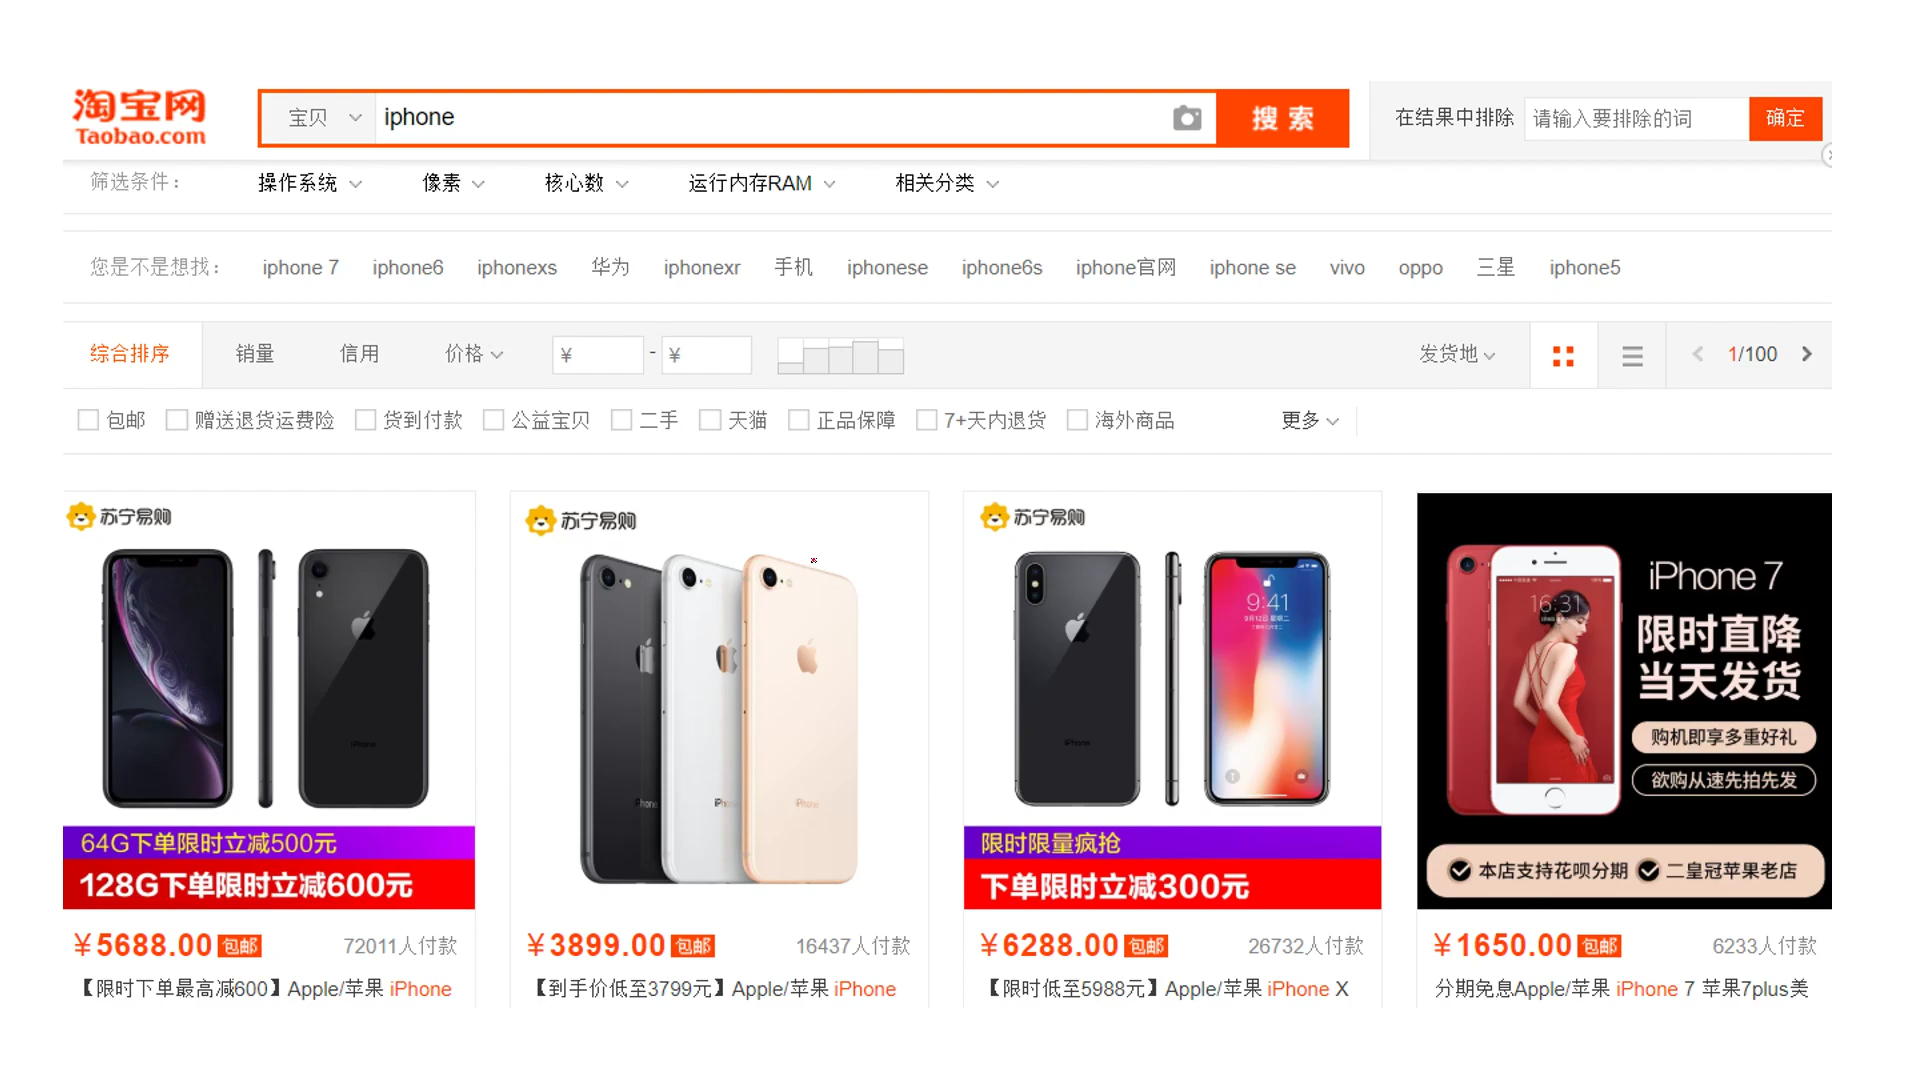 淘宝网
Taobao.com
宝贝 iphone 搜索
在结果中排除 请输入要排除的词 确定
筛选条件： 操作系统 像素 核心数 运行内存RAM 相关分类
您是不是想找： iphone 7 iphone6 iphonexs 华为 iphonexr 手机 iphonese iphone6s iphone官网 iphone se vivo oppo 三星 iphone5
综合排序 销量 信用 价格 ¥ - ¥ 发货地 < 1/100 >
包邮 赠送退货运费险 货到付款 公益宝贝 二手 天猫 正品保障 7+天内退货 海外商品 更多
苏宁易购
iPhone
64G下单限时立减500元
128G下单限时立减600元
¥5688.00 包邮 72011人付款
【限时下单最高减600】Apple/苹果 iPhone
苏宁易购
iPhone
iPhone
iPhone
¥3899.00 包邮 16437人付款
【到手价低至3799元】Apple/苹果 iPhone
苏宁易购
iPhone
9:41
9月12日 星期二
限时限量疯抢
下单限时立减300元
¥6288.00 包邮 26732人付款
【限时低至5988元】Apple/苹果 iPhone X
16:31
iPhone 7
限时直降
当天发货
购机即享多重好礼
欲购从速先拍先发
本店支持花呗分期 二皇冠苹果老店
¥1650.00 包邮 6233人付款
分期免息Apple/苹果 iPhone 7 苹果7plus美